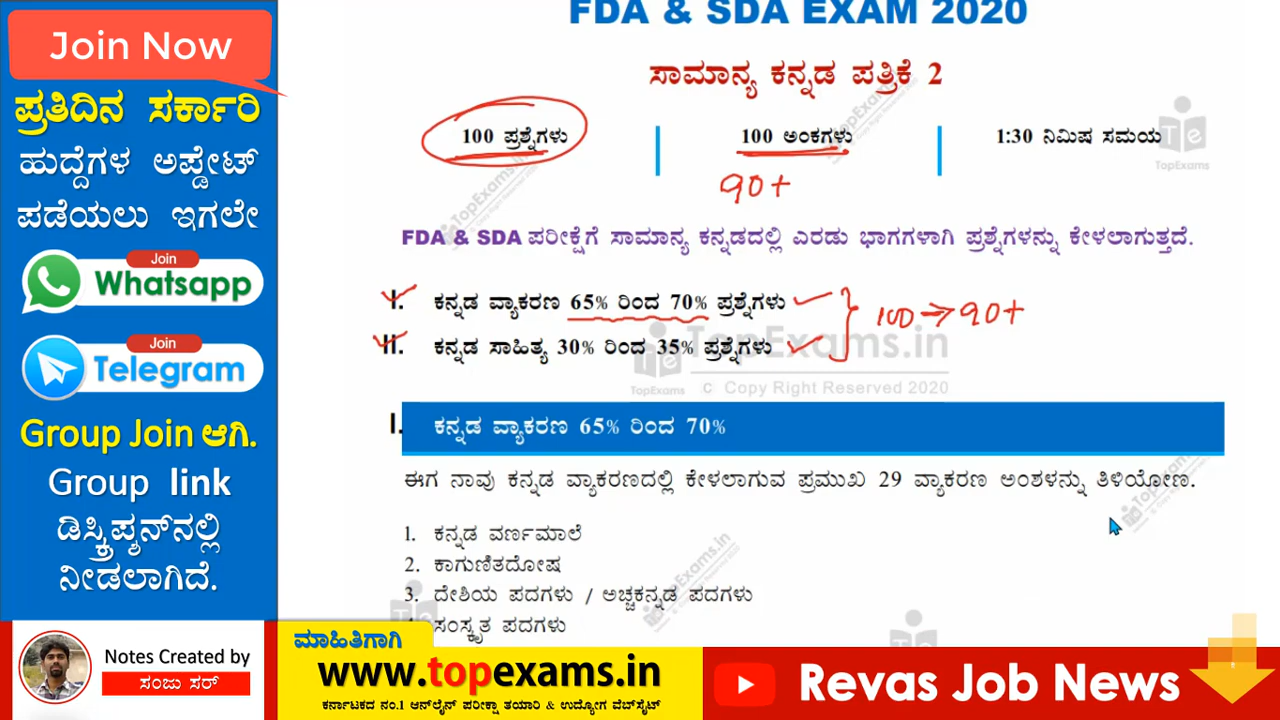 Join Now
ಪ್ರತಿದಿನ ಸರ್ಕಾರಿ
ಹುದ್ದೆಗಳ ಅಪ್ಡೇಟ್
ಪಡೆಯಲು ಇಗಲೇ
Join
Whatsapp
Join
Telegram
Group Join ಆಗಿ.
Group link
ಡಿಸ್ಕ್ರಿಪ್ಶನ್‌ನಲ್ಲಿ
ನೀಡಲಾಗಿದೆ.
FDA & SDA EXAM 2020
ಸಾಮಾನ್ಯ ಕನ್ನಡ ಪತ್ರಿಕೆ 2
100 ಪ್ರಶ್ನೆಗಳು 100 ಅಂಕಗಳು 1:30 ನಿಮಿಷ ಸಮಯ
90+
FDA & SDA ಪರೀಕ್ಷೆಗೆ ಸಾಮಾನ್ಯ ಕನ್ನಡದಲ್ಲಿ ಎರಡು ಭಾಗಗಳಾಗಿ ಪ್ರಶ್ನೆಗಳನ್ನು ಕೇಳಲಾಗುತ್ತದೆ.
I. ಕನ್ನಡ ವ್ಯಾಕರಣ 65% ರಿಂದ 70% ಪ್ರಶ್ನೆಗಳು
100 → 90+
II. ಕನ್ನಡ ಸಾಹಿತ್ಯ 30% ರಿಂದ 35% ಪ್ರಶ್ನೆಗಳು
TopExams.in
TopExams © Copy Right Reserved 2020
I. ಕನ್ನಡ ವ್ಯಾಕರಣ 65% ರಿಂದ 70%
ಈಗ ನಾವು ಕನ್ನಡ ವ್ಯಾಕರಣದಲ್ಲಿ ಕೇಳಲಾಗುವ ಪ್ರಮುಖ 29 ವ್ಯಾಕರಣ ಅಂಶಳನ್ನು ತಿಳಿಯೋಣ.
1. ಕನ್ನಡ ವರ್ಣಮಾಲೆ
2. ಕಾಗುಣಿತದೋಷ
3. ದೇಶಿಯ ಪದಗಳು / ಅಚ್ಚಕನ್ನಡ ಪದಗಳು
ಸಂಸ್ಕೃತ ಪದಗಳು
Te
TopExams
Notes Created by
ಸಂಜು ಸರ್
ಮಾಹಿತಿಗಾಗಿ
www.topexams.in
ಕರ್ನಾಟಕದ ನಂ.1 ಆನ್‌ಲೈನ್ ಪರೀಕ್ಷಾ ತಯಾರಿ & ಉದ್ಯೋಗ ವೆಬ್‌ಸೈಟ್
Revas Job News